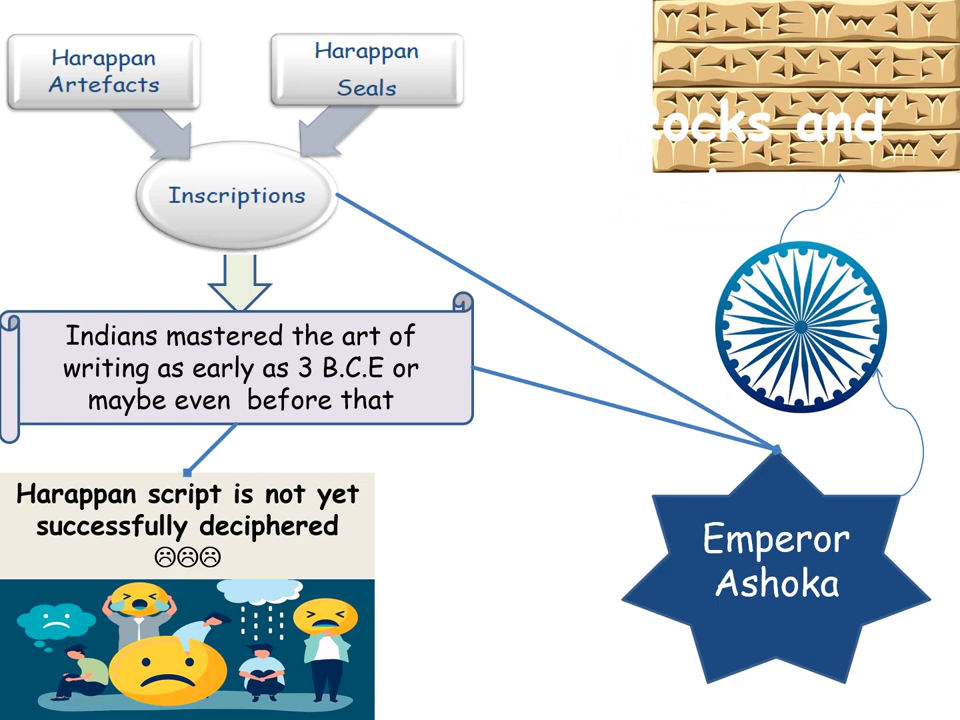 Harappan
Artefacts
Harappan
Seals
Inscriptions
Rocks and
Indians mastered the art of
writing as early as 3 B.C.E or
maybe even before that
Harappan script is not yet
successfully deciphered
☹☹☹
Emperor
Ashoka